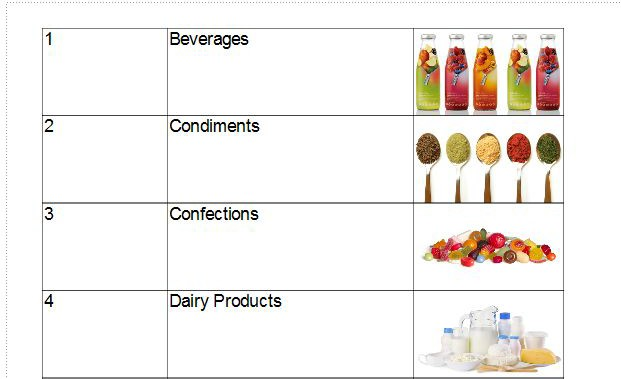 1 Beverages
2 Condiments
3 Confections
4 Dairy Products